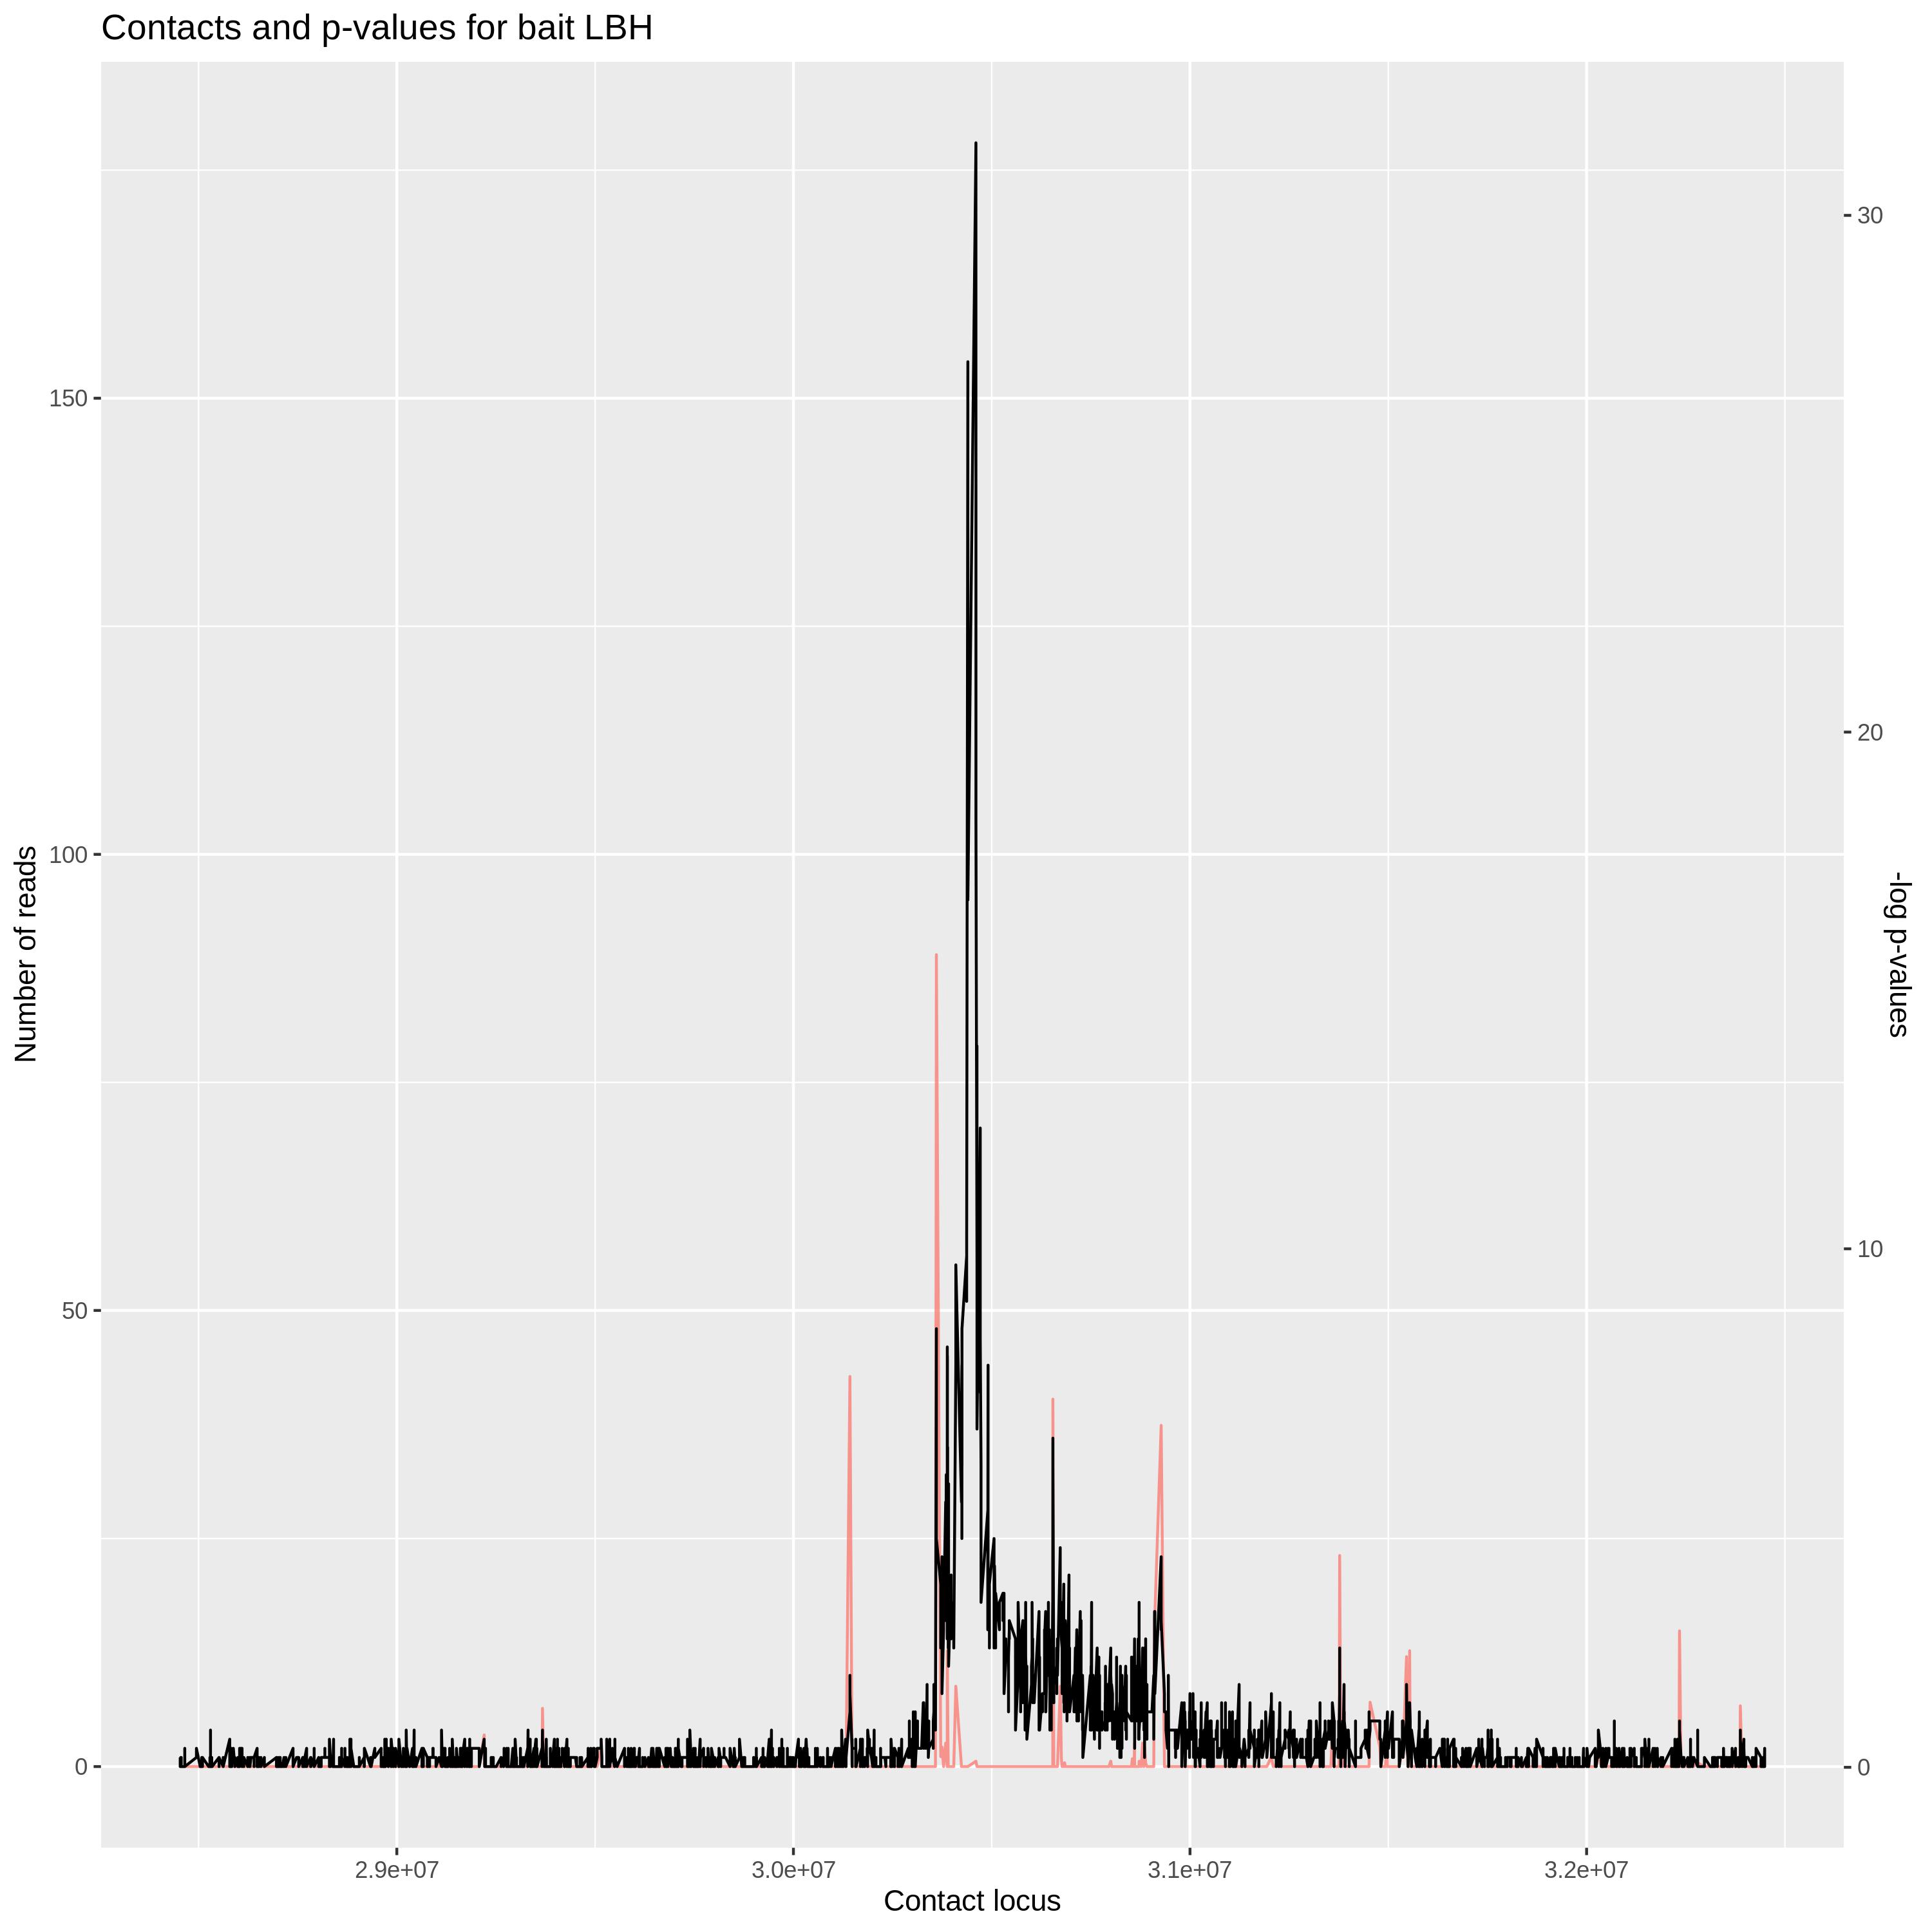 Contacts and p-values for bait LBH
Number of reads
150
100
50
0
30
20
10
0
-log p-values
2.9e+07 3.0e+07 3.1e+07 3.2e+07
Contact locus